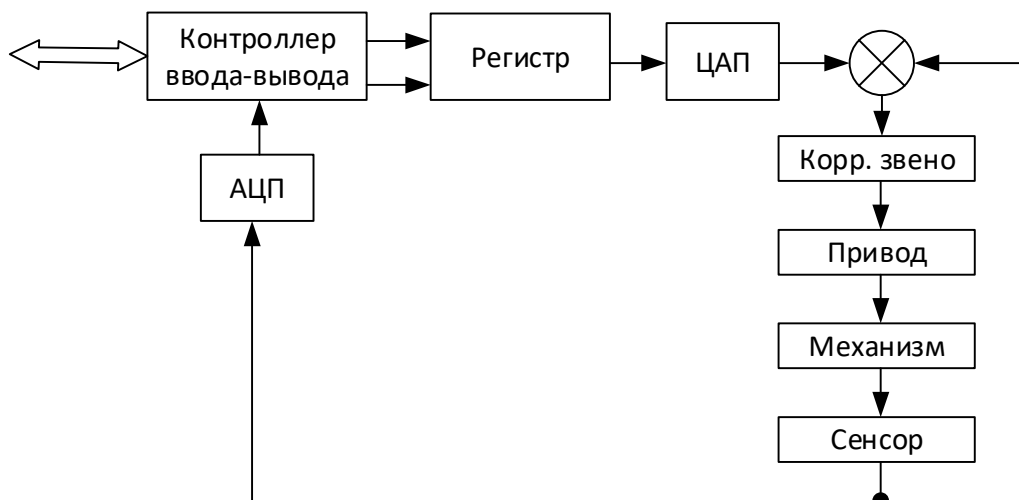 Контроллер
ввода-вывода
Регистр
ЦАП
АЦП
Корр. звено
Привод
Механизм
Сенсор